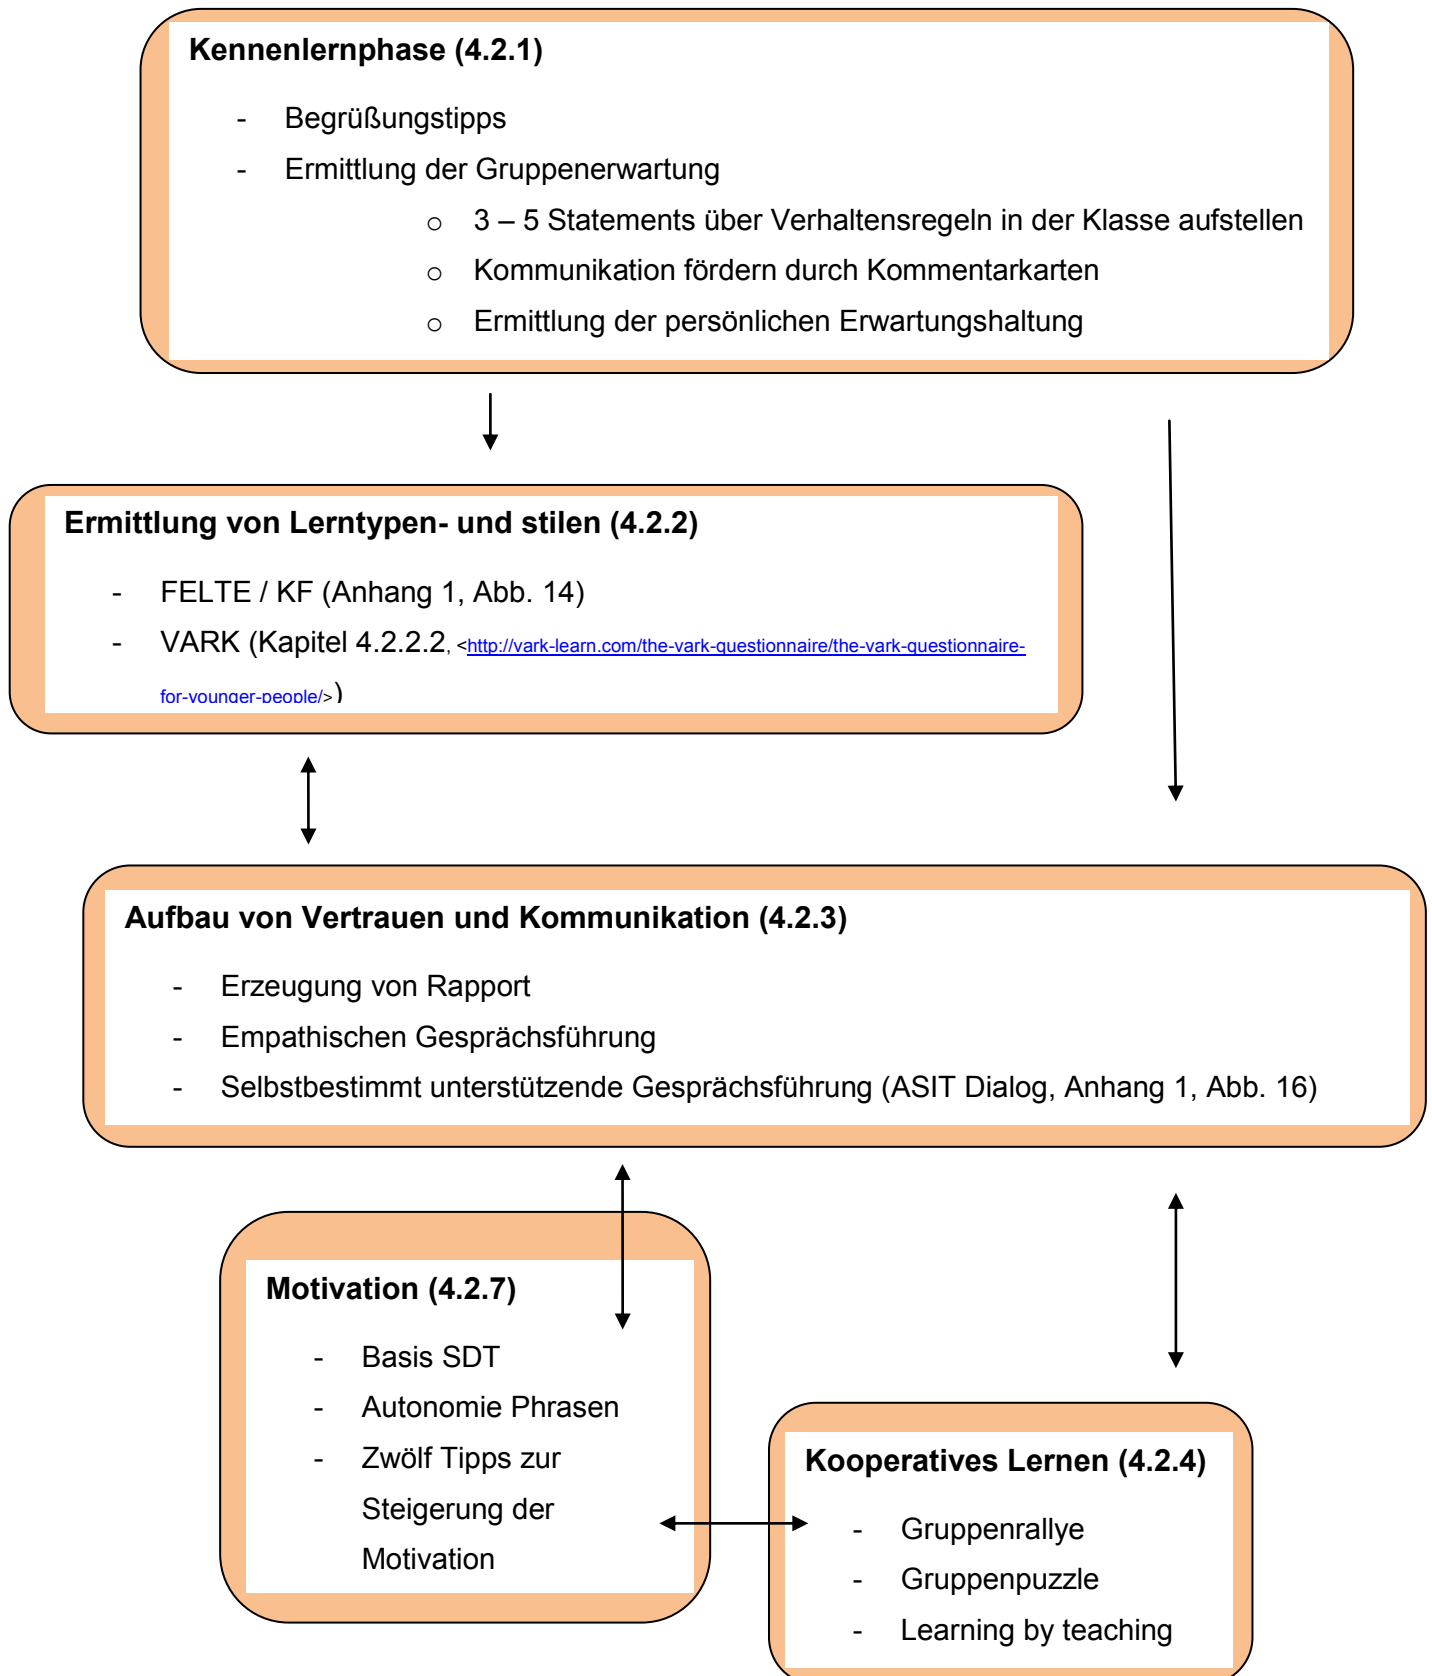 Kennenlernphase (4.2.1)
- Begrüßungstipps
- Ermittlung der Gruppenerwartung
o 3 – 5 Statements über Verhaltensregeln in der Klasse aufstellen
o Kommunikation fördern durch Kommentarkarten
o Ermittlung der persönlichen Erwartungshaltung
Ermittlung von Lerntypen- und stilen (4.2.2)
- FELTE / KF (Anhang 1, Abb. 14)
- VARK (Kapitel 4.2.2.2, <http://vark-learn.com/the-vark-questionnaire/the-vark-questionnaire-
for-younger-people/>)
Aufbau von Vertrauen und Kommunikation (4.2.3)
- Erzeugung von Rapport
- Empathischen Gesprächsführung
- Selbstbestimmt unterstützende Gesprächsführung (ASIT Dialog, Anhang 1, Abb. 16)
Motivation (4.2.7)
- Basis SDT
- Autonomie Phrasen
- Zwölf Tipps zur
Steigerung der
Motivation
Kooperatives Lernen (4.2.4)
- Gruppenrallye
- Gruppenpuzzle
- Learning by teaching